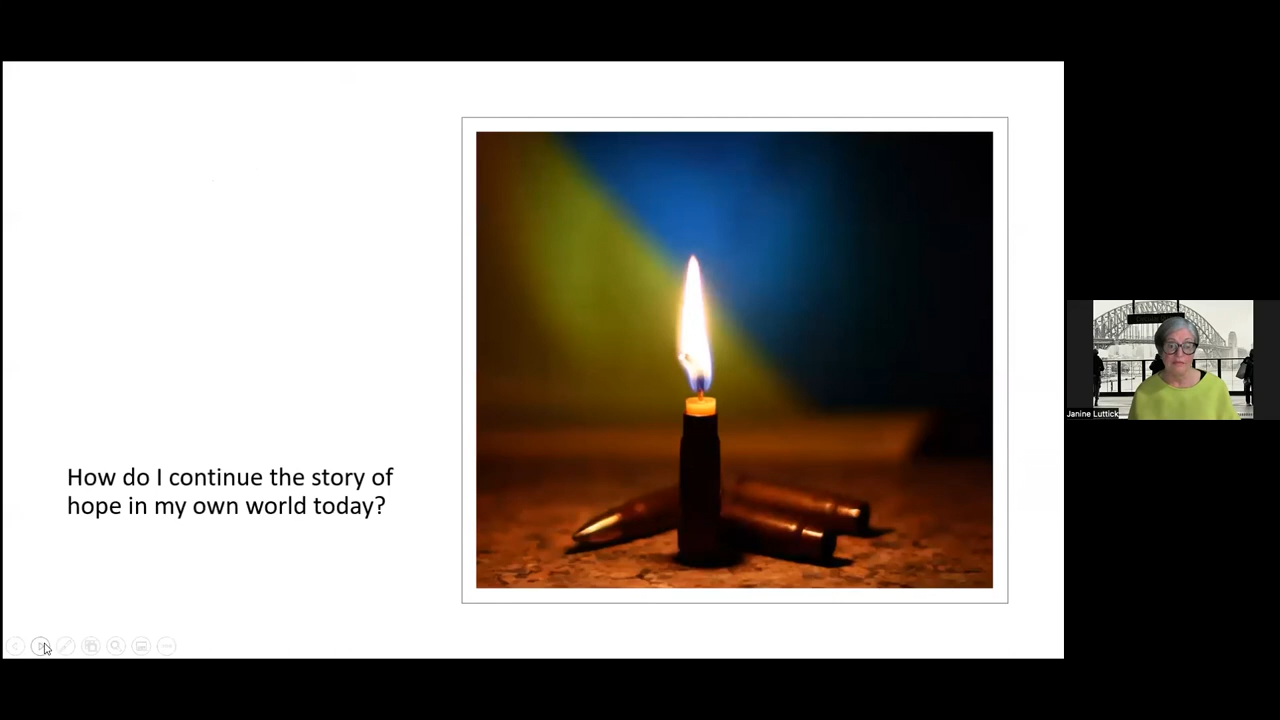 How do I continue the story of
hope in my own world today?
Janine Luttick